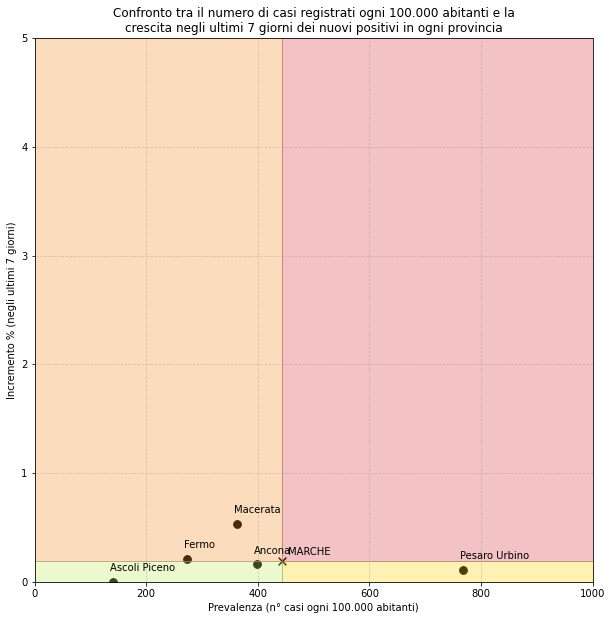 Confronto tra il numero di casi registrati ogni 100.000 abitanti e la
crescita negli ultimi 7 giorni dei nuovi positivi in ogni provincia
Incremento % (negli ultimi 7 giorni)
5
4
3
2
1
0
Macerata
Fermo
Ancona
MARCHE
Pesaro Urbino
Ascoli Piceno
0
200
400
600
800
1000
Prevalenza (n° casi ogni 100.000 abitanti)